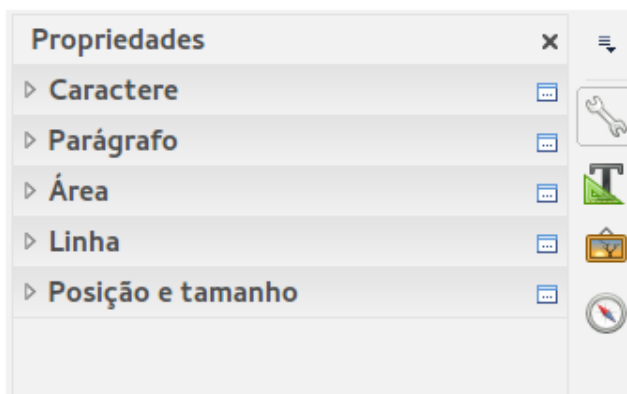 Propriedades
Caractere
Parágrafo
Área
Linha
Posição e tamanho